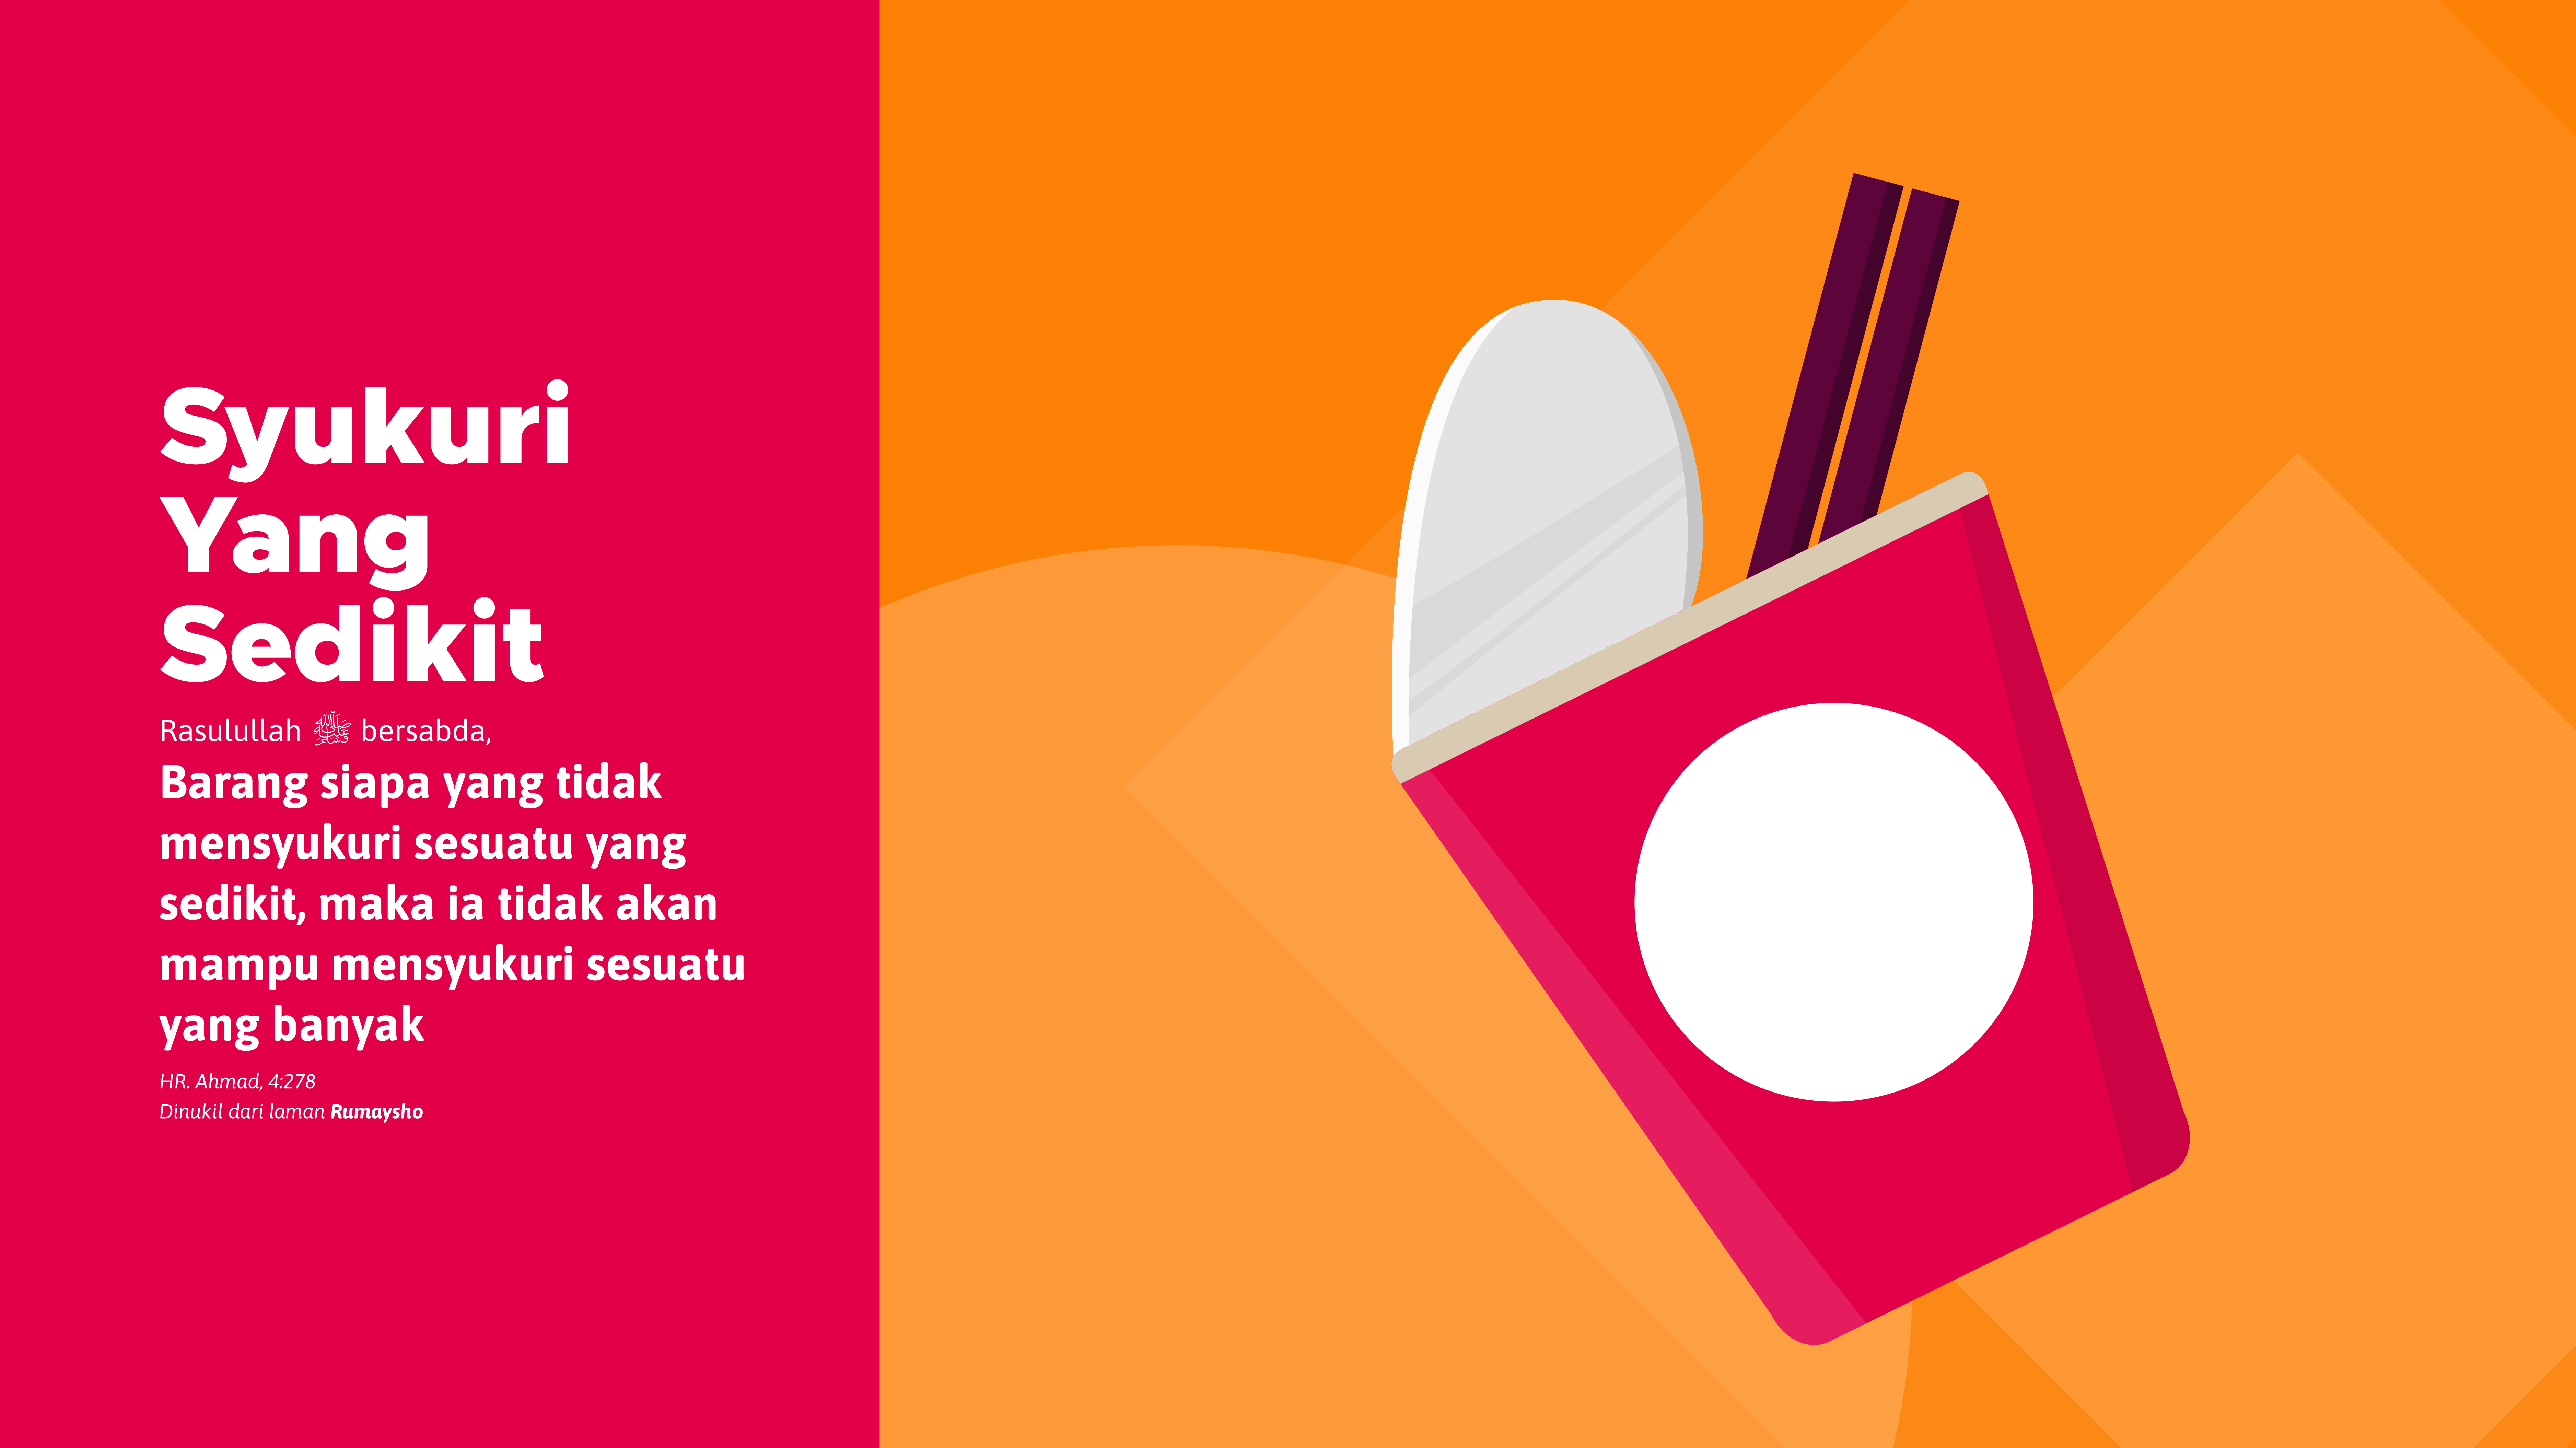 Syukuri
Yang
Sedikit
Rasulullah ﷺ bersabda,
Barang siapa yang tidak
mensyukuri sesuatu yang
sedikit, maka ia tidak akan
mampu mensyukuri sesuatu
yang banyak
HR. Ahmad, 4:278
Dinukil dari laman Rumaysho